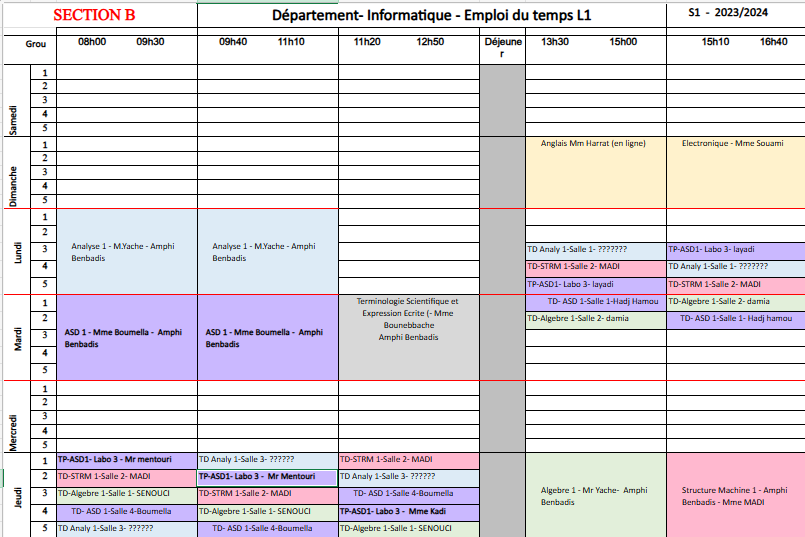 SECTION B Département- Informatique - Emploi du temps L1 S1 - 2023/2024
Grou 08h00 09h30 09h40 11h10 11h20 12h50 Déjeune 13h30 15h00 15h10 16h40
r
Samedi
1
2
3
4
5
Dimanche
1 Anglais Mm Harrat (en ligne) Electronique - Mme Souami
2
3
4
5
Lundi
1
2
Analyse 1 - M.Yache - Amphi Analyse 1 - M.Yache - Amphi
Benbadis Benbadis
3 TD Analy 1-Salle 1- ??????? TP-ASD1- Labo 3- layadi
4 TD-STRM 1-Salle 2- MADI TD Analy 1-Salle 1- ???????
5 TP-ASD1- Labo 3- layadi TD-STRM 1-Salle 2- MADI
Mardi
1 Terminologie Scientifique et TD- ASD 1-Salle 1-Hadj Hamou TD-Algebre 1-Salle 2- damia
2 Expression Ecrite (- Mme TD-Algebre 1-Salle 2- damia TD- ASD 1-Salle 1- Hadj hamou
Bounebbache
3 ASD 1 - Mme Boumella - Amphi ASD 1 - Mme Boumella - Amphi Amphi Benbadis
Benbadis Benbadis
4
5
Mercredi
1
2
3
4
5
Jeudi
1 TP-ASD1- Labo 3 - Mr mentouri TD Analy 1-Salle 3- ?????? TD-STRM 1-Salle 2- MADI
2 TD-STRM 1-Salle 2- MADI TP-ASD1- Labo 3 - Mr Mentouri TD Analy 1-Salle 3- ??????
3 TD-Algebre 1-Salle 1- SENOUCI TD-STRM 1-Salle 2- MADI TD- ASD 1-Salle 4-Boumella Algebre 1 - Mr Yache- Amphi Structure Machine 1 - Amphi
Benbadis Benbadis - Mme MADI
4 TD- ASD 1-Salle 4-Boumella TD-Algebre 1-Salle 1- SENOUCI TP-ASD1- Labo 3 - Mme Kadi
5 TD Analy 1-Salle 3- ?????? TD- ASD 1-Salle 4-Boumella TD-Algebre 1-Salle 1- SENOUCI